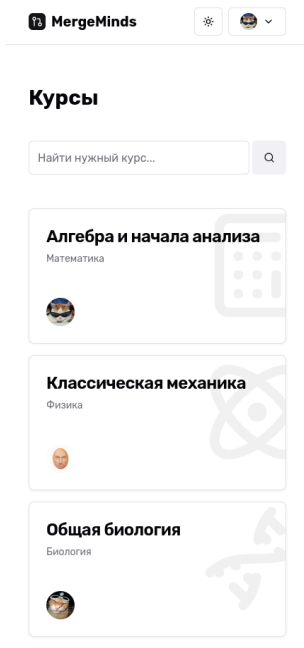 MergeMinds
Курсы
Найти нужный курс...
Алгебра и начала анализа
Математика
Классическая механика
Физика
Общая биология
Биология